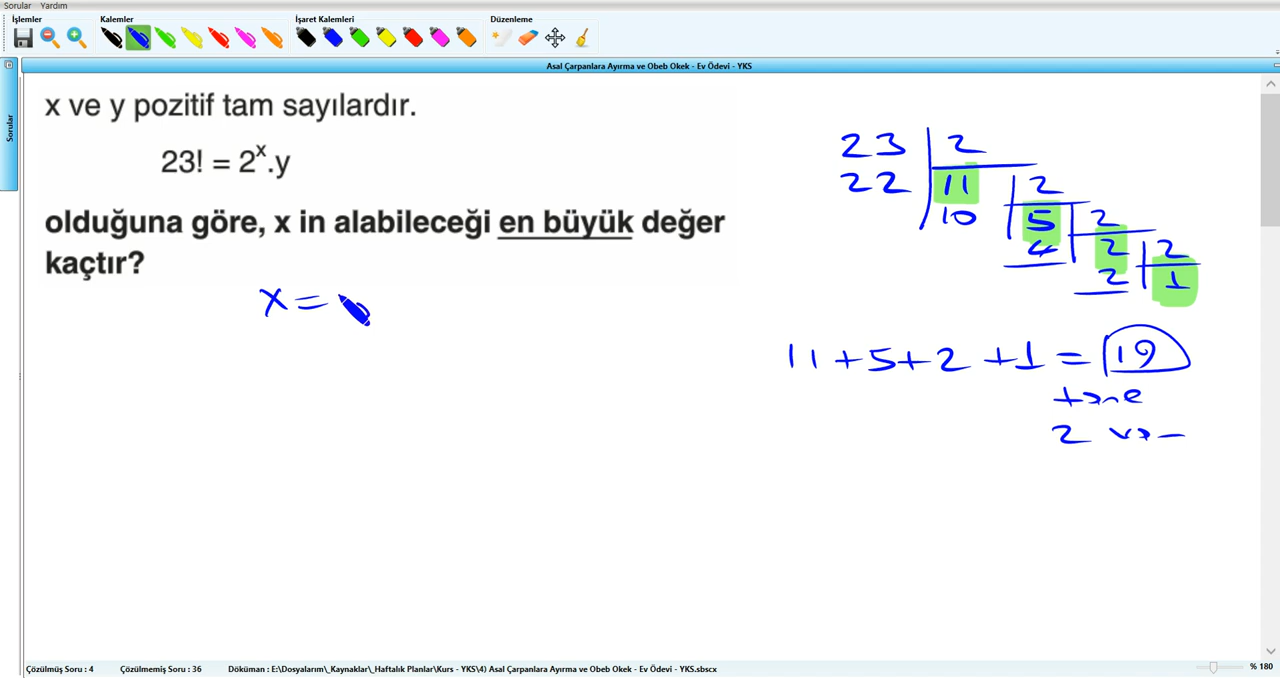 Sorular Yardım
İşlemler Kalemler İşaret Kalemleri Düzenleme
Asal Çarpanlara Ayırma ve Obeb Okek - Ev Ödevi - YKS
Sorular
x ve y pozitif tam sayılardır.
23! = 2^x.y
olduğuna göre, x in alabileceği en büyük değer
kaçtır?
x =
23 2
22 11 2
10 5 2
4 2 2
2 1
11 + 5 + 2 + 1 = 19
tane
2 var
Çözülmüş Soru : 4 Çözülmemiş Soru : 36 Döküman : E:\Dosyalarım\_Kaynaklar\_Haftalık Planlar\Kurs - YKS\4) Asal Çarpanlara Ayırma ve Obeb Okek - Ev Ödevi - YKS.sbscx % 180